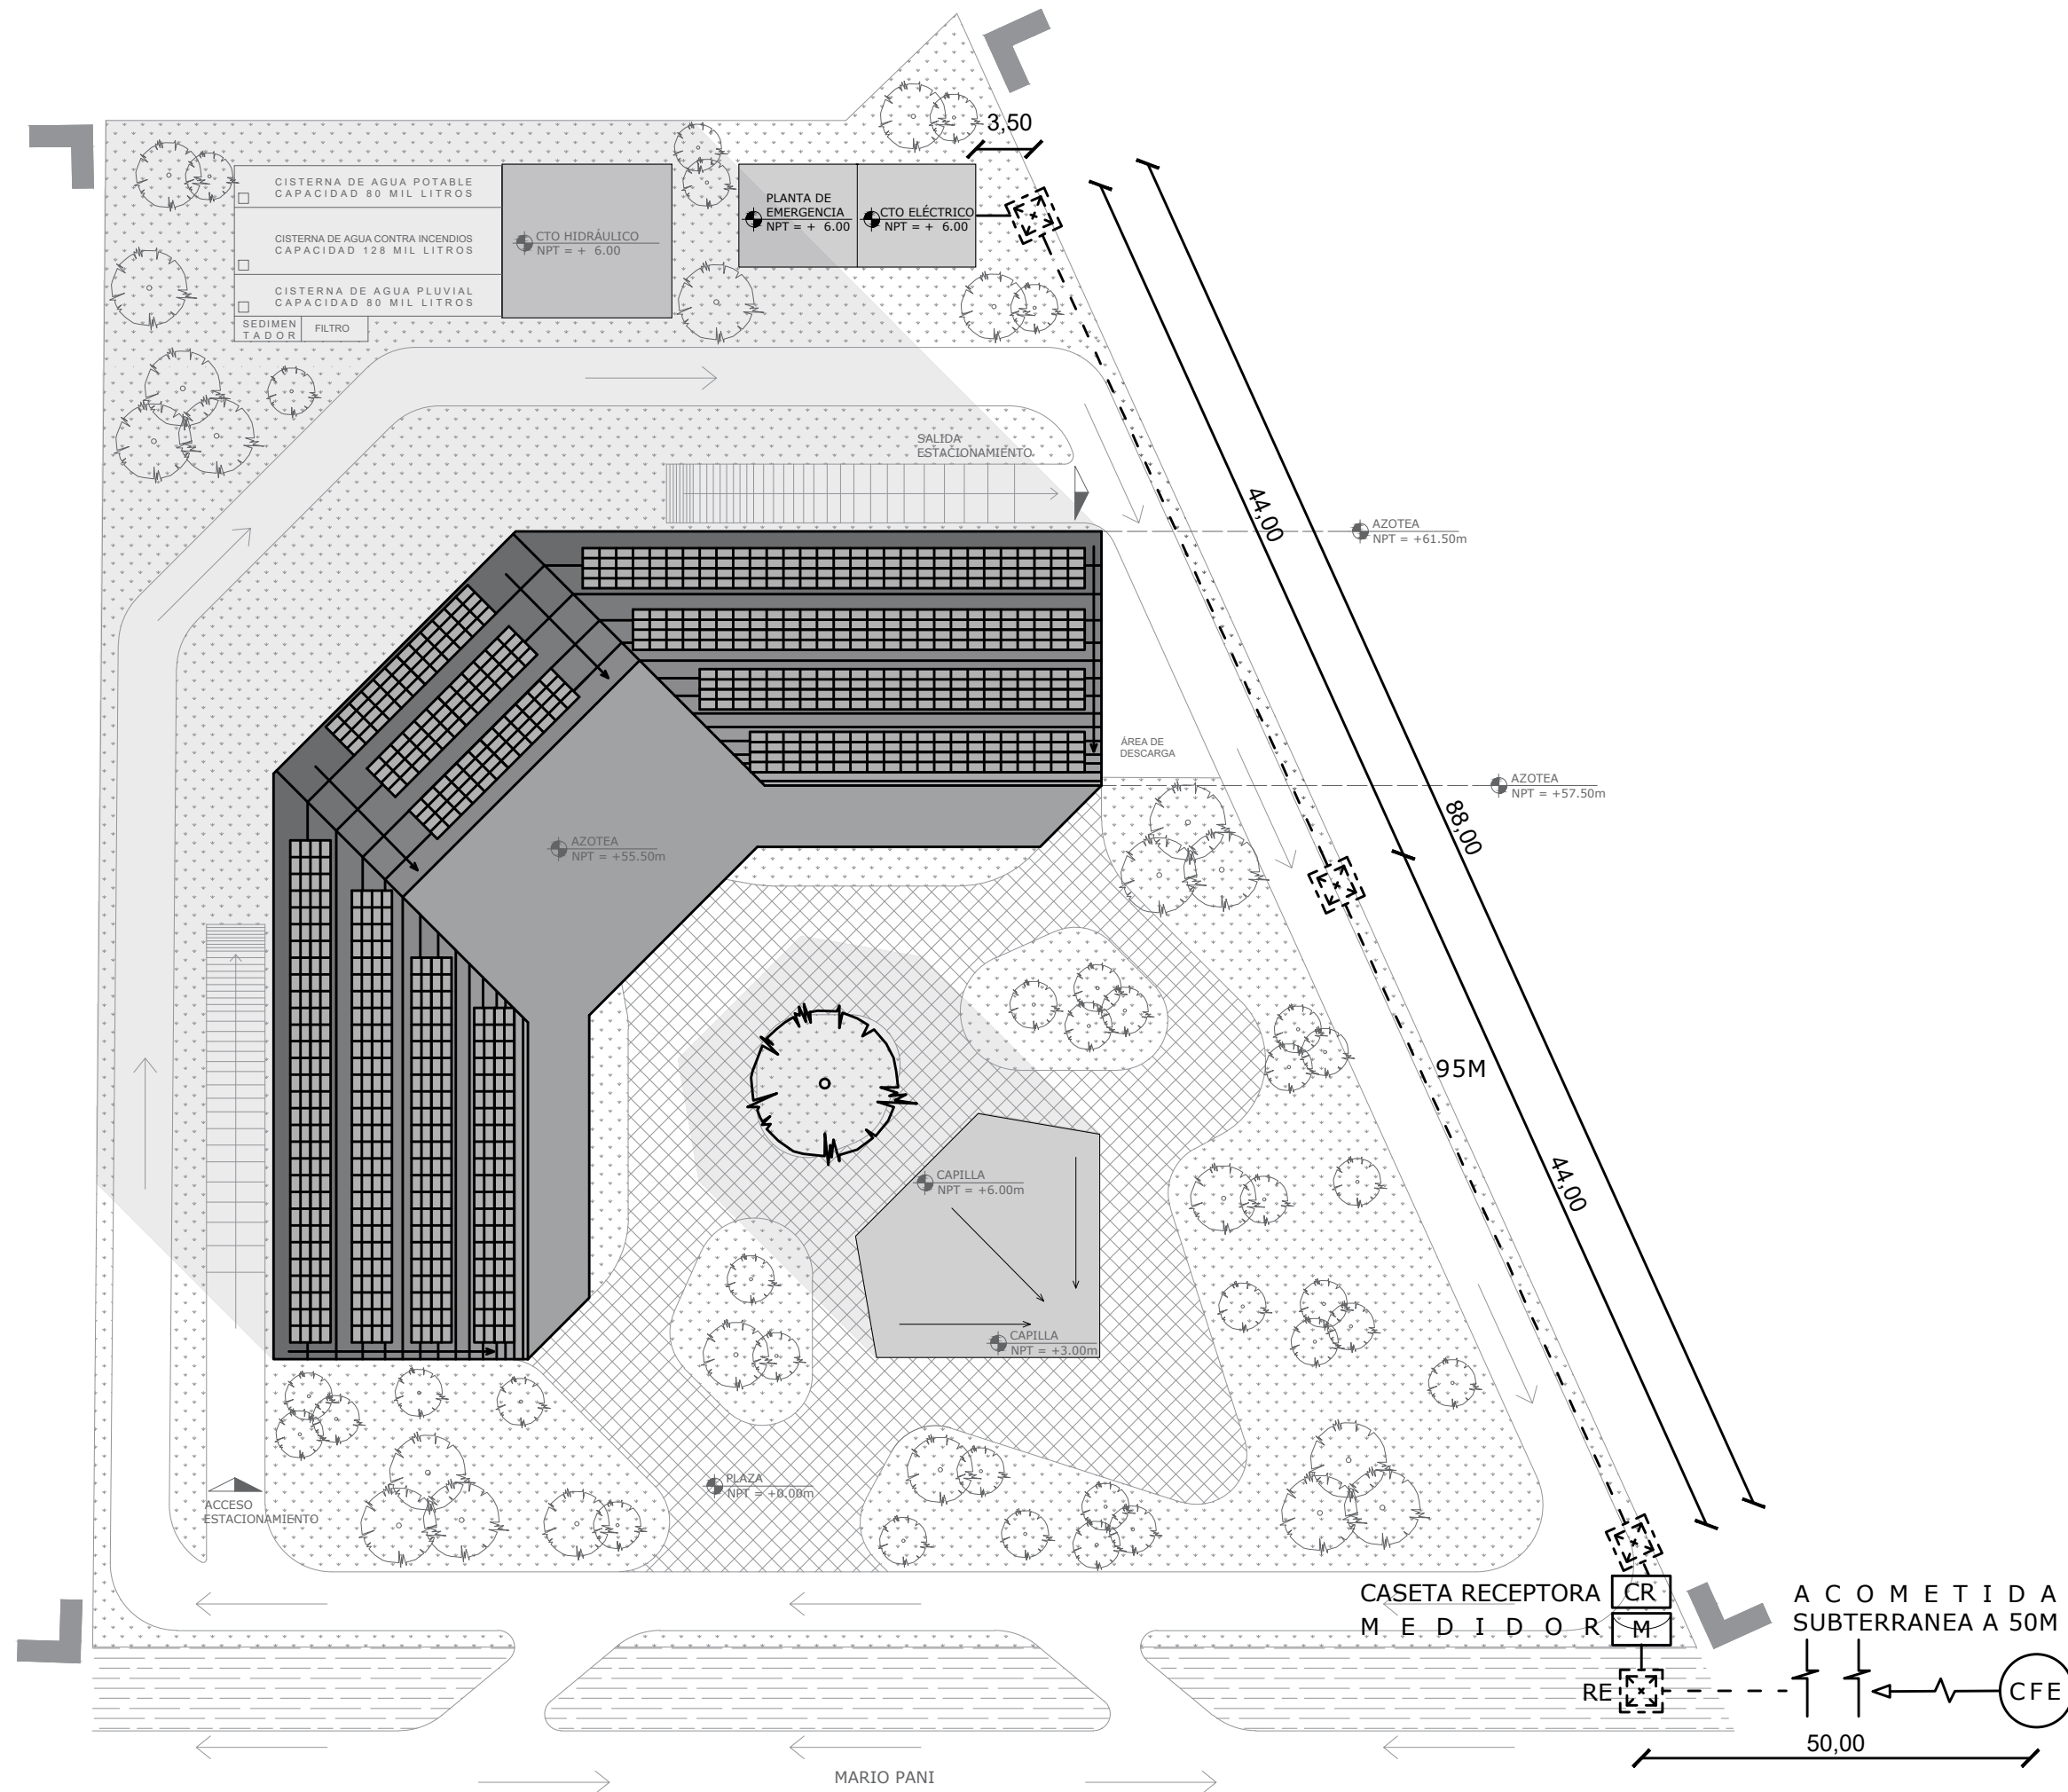 3,50
CISTERNA DE AGUA POTABLE
CAPACIDAD 80 MIL LITROS
CISTERNA DE AGUA CONTRA INCENDIOS
CAPACIDAD 128 MIL LITROS
CISTERNA DE AGUA PLUVIAL
CAPACIDAD 80 MIL LITROS
SEDIMEN
TADOR
FILTRO
CTO HIDRÁULICO
NPT = + 6.00
PLANTA DE
EMERGENCIA
NPT = + 6.00
CTO ELÉCTRICO
NPT = + 6.00
SALIDA
ESTACIONAMIENTO
44,00
AZOTEA
NPT = +61.50m
ÁREA DE
DESCARGA
AZOTEA
NPT = +57.50m
88,00
AZOTEA
NPT = +55.50m
95M
44,00
CAPILLA
NPT = +6.00m
CAPILLA
NPT = +3.00m
PLAZA
NPT = +0.00m
ACCESO
ESTACIONAMIENTO
CASETA RECEPTORA
CR
MEDIDOR
M
ACOMETIDA
SUBTERRANEA A 50M
RE
CFE
50,00
MARIO PANI